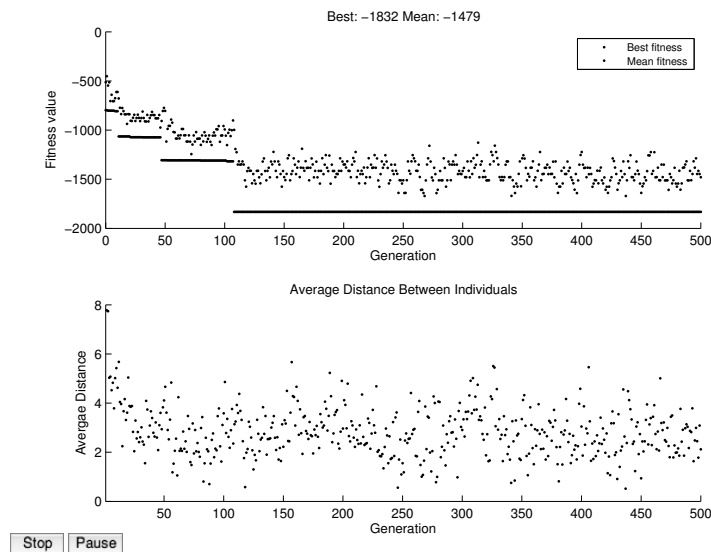 Best: −1832 Mean: −1479
0
−500
−1000
−1500
−2000
Fitness value
Best fitness
Mean fitness
0 50 100 150 200 250 300 350 400 450 500
Generation
Average Distance Between Individuals
8
6
4
2
0
Avergae Distance
50 100 150 200 250 300 350 400 450 500
Generation
Stop Pause